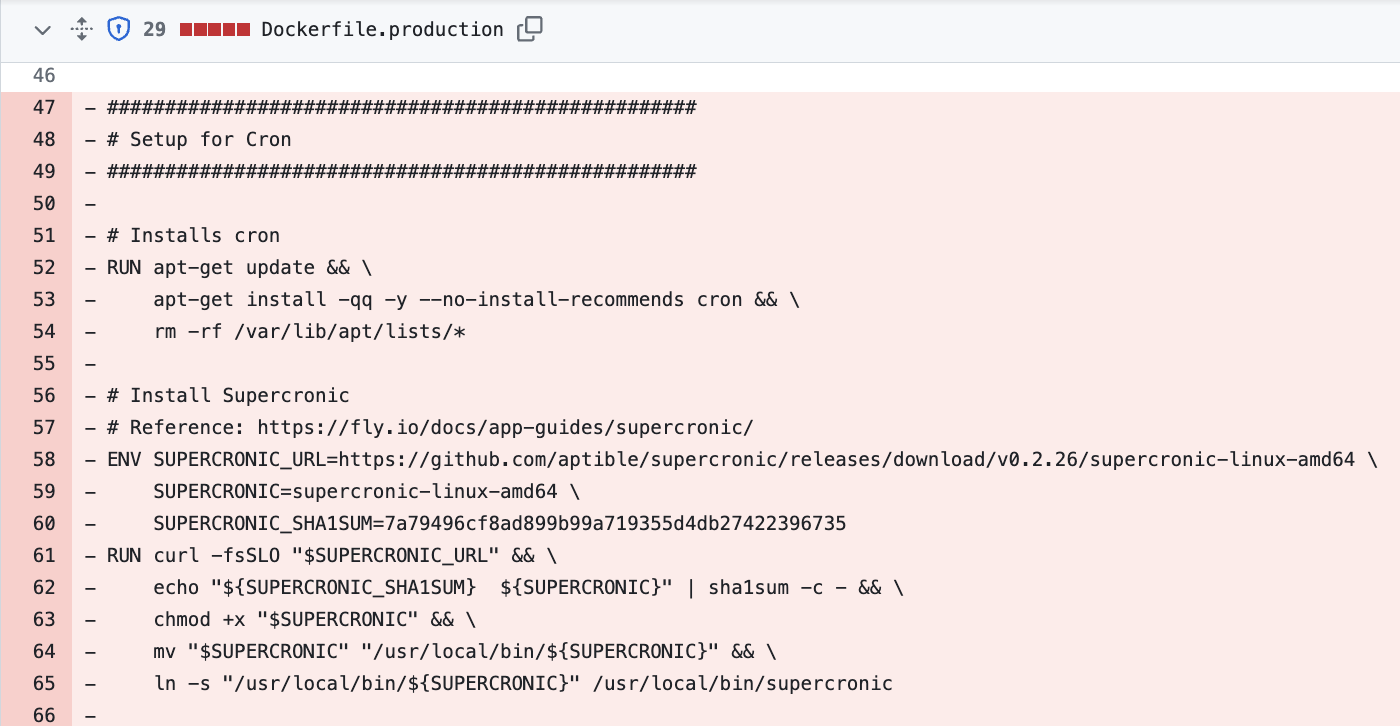 29 Dockerfile.production
46
47 - ###################################################
48 - # Setup for Cron
49 - ###################################################
50 -
51 - # Installs cron
52 - RUN apt-get update && \
53 -     apt-get install -qq -y --no-install-recommends cron && \
54 -     rm -rf /var/lib/apt/lists/*
55 -
56 - # Install Supercronic
57 - # Reference: https://fly.io/docs/app-guides/supercronic/
58 - ENV SUPERCRONIC_URL=https://github.com/aptible/supercronic/releases/download/v0.2.26/supercronic-linux-amd64 \
59 -     SUPERCRONIC=supercronic-linux-amd64 \
60 -     SUPERCRONIC_SHA1SUM=7a79496cf8ad899b99a719355d4db27422396735
61 - RUN curl -fsSLO "$SUPERCRONIC_URL" && \
62 -     echo "${SUPERCRONIC_SHA1SUM}  ${SUPERCRONIC}" | sha1sum -c - && \
63 -     chmod +x "$SUPERCRONIC" && \
64 -     mv "$SUPERCRONIC" "/usr/local/bin/${SUPERCRONIC}" && \
65 -     ln -s "/usr/local/bin/${SUPERCRONIC}" /usr/local/bin/supercronic
66 -